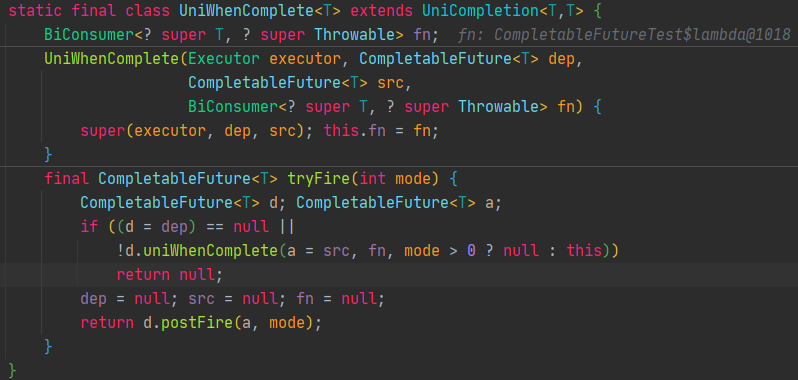 static final class UniWhenComplete<T> extends UniCompletion<T,T> {
    BiConsumer<? super T, ? super Throwable> fn;  fn: CompletableFutureTest$lambda@1018
    UniWhenComplete(Executor executor, CompletableFuture<T> dep,
                    CompletableFuture<T> src,
                    BiConsumer<? super T, ? super Throwable> fn) {
        super(executor, dep, src); this.fn = fn;
    }
    final CompletableFuture<T> tryFire(int mode) {
        CompletableFuture<T> d; CompletableFuture<T> a;
        if ((d = dep) == null ||
            !d.uniWhenComplete(a = src, fn, mode > 0 ? null : this))
            return null;
        dep = null; src = null; fn = null;
        return d.postFire(a, mode);
    }
}